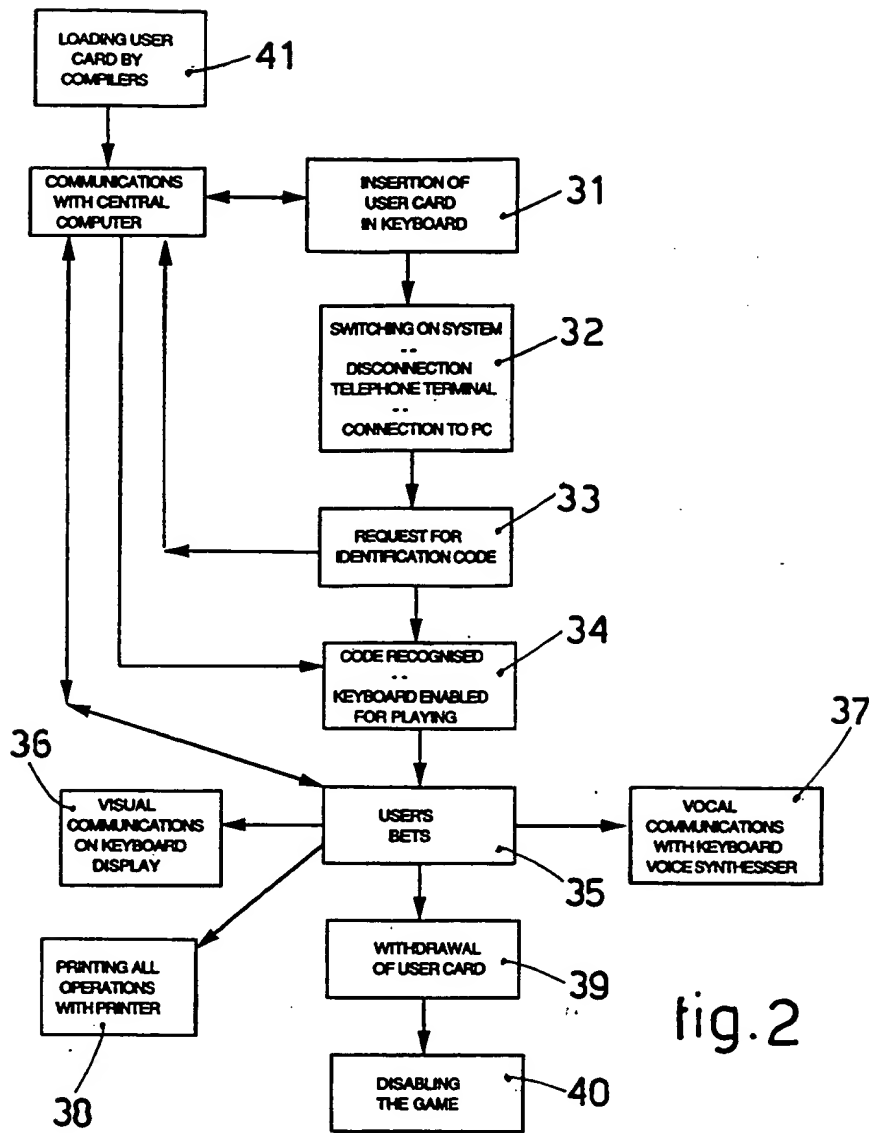 LOADING USER
CARD BY
COMPILERS
41
COMMUNICATIONS
WITH CENTRAL
COMPUTER
INSERTION OF
USER CARD
IN KEYBOARD
31
SWITCHING ON SYSTEM
--
DISCONNECTION
TELEPHONE TERMINAL
--
CONNECTION TO PC
32
REQUEST FOR
IDENTIFICATION CODE
33
CODE RECOGNISED
--
KEYBOARD ENABLED
FOR PLAYING
34
36
VISUAL
COMMUNICATIONS
ON KEYBOARD
DISPLAY
USER'S
BETS
35
37
VOCAL
COMMUNICATIONS
WITH KEYBOARD
VOICE SYNTHESISER
PRINTING ALL
OPERATIONS
WITH PRINTER
38
WITHDRAWAL
OF USER CARD
39
DISABLING
THE GAME
40
fig.2